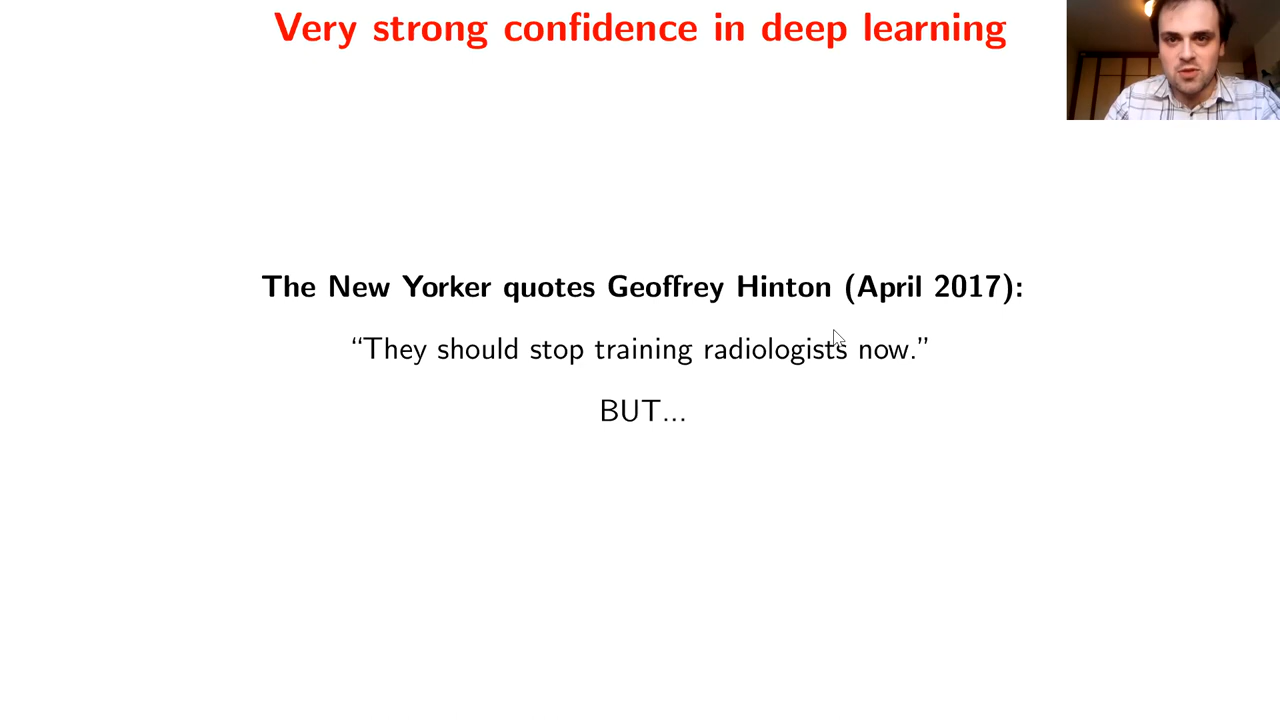 Very strong confidence in deep learning
The New Yorker quotes Geoffrey Hinton (April 2017):
“They should stop training radiologists now.”
BUT...